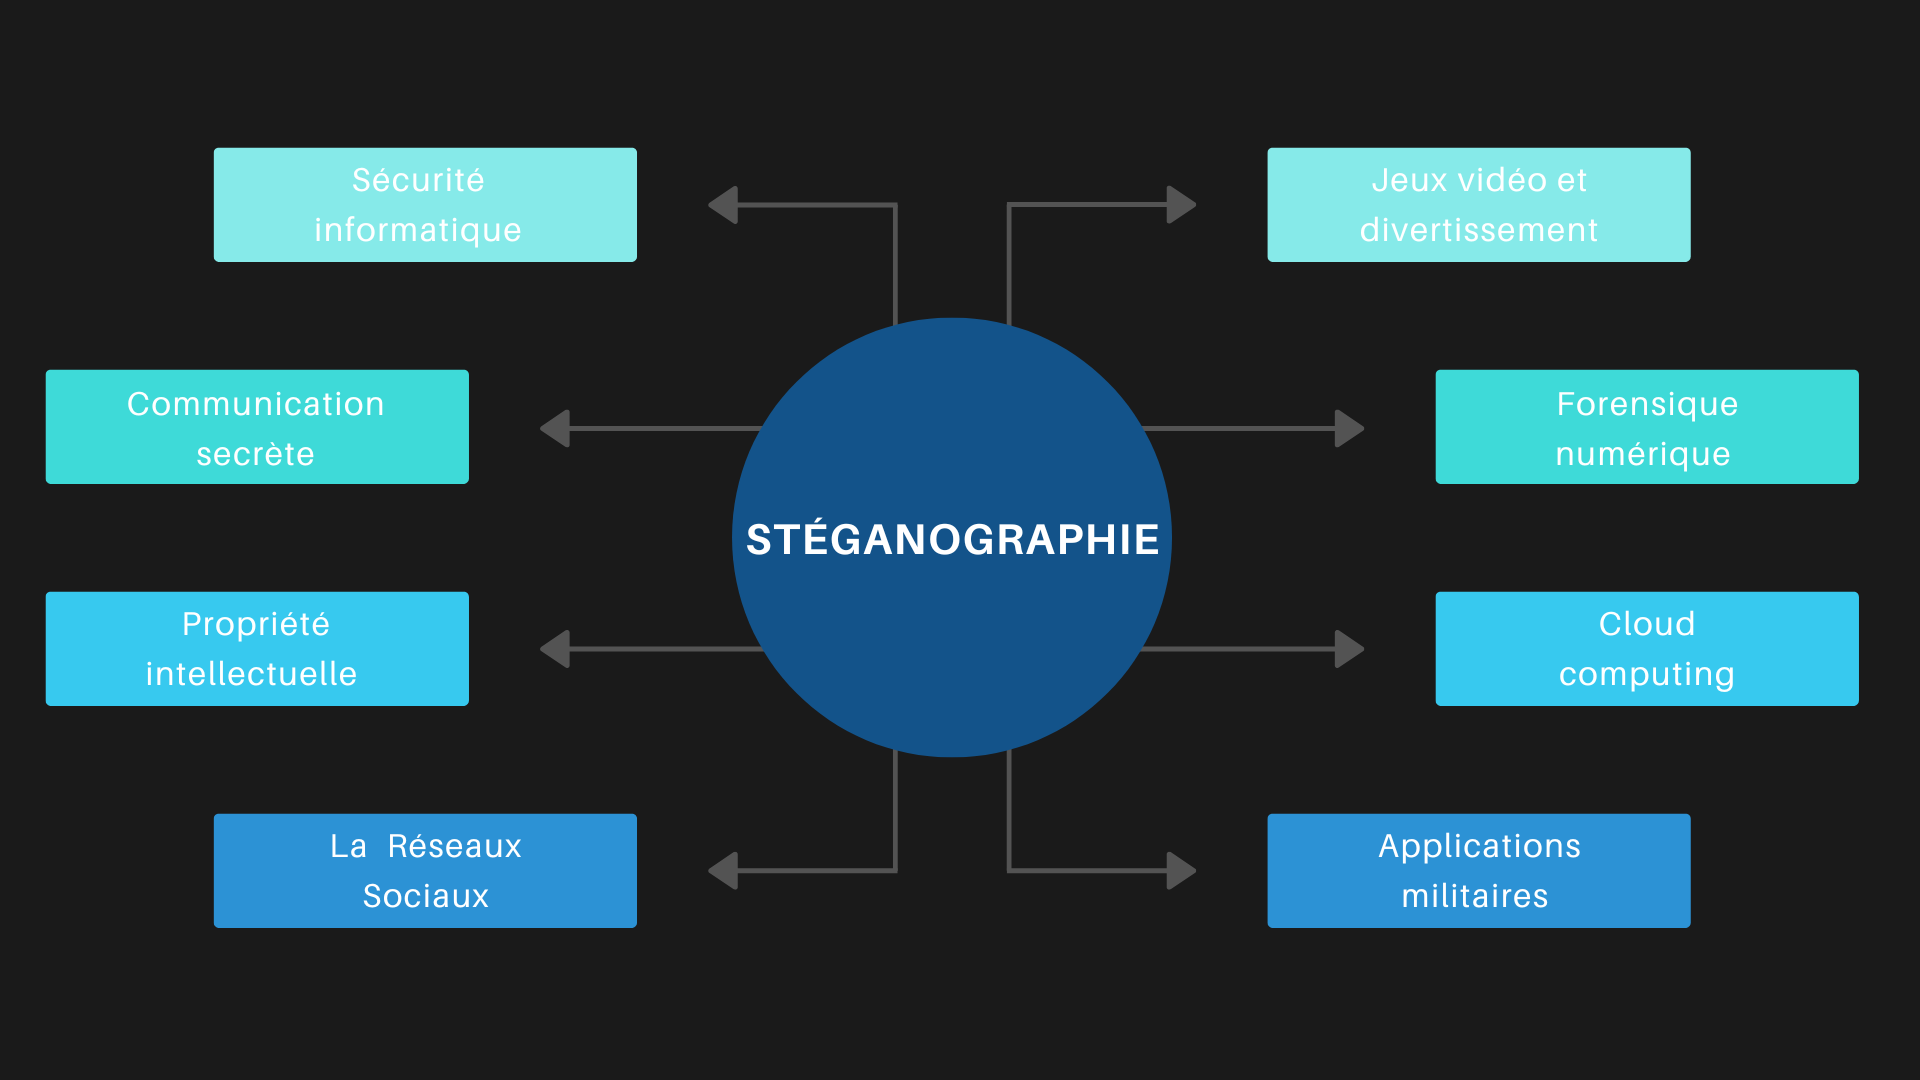 Sécurité
informatique
Jeux vidéo et
divertissement
Communication
secrète
Forensique
numérique
STÉGANOGRAPHIE
Propriété
intellectuelle
Cloud
computing
La  Réseaux
Sociaux
Applications
militaires